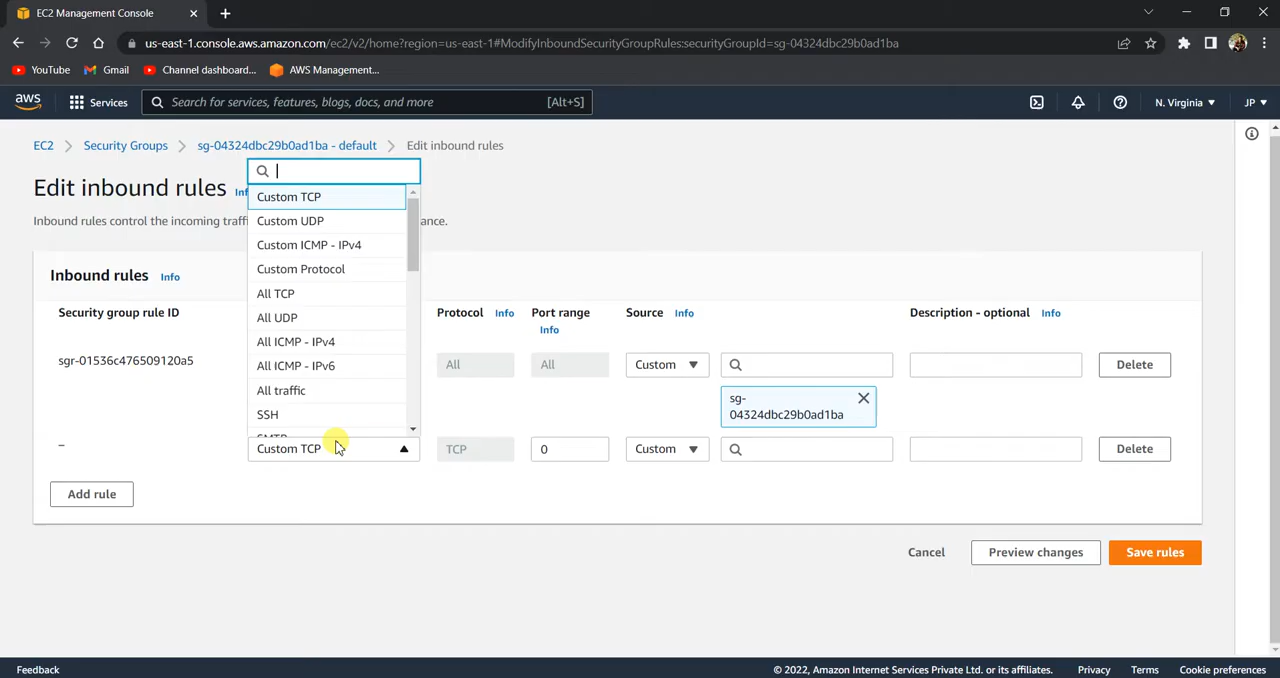 EC2 Management Console
us-east-1.console.aws.amazon.com/ec2/v2/home?region=us-east-1#ModifyInboundSecurityGroupRules:securityGroupId=sg-04324dbc29b0ad1ba
YouTube Gmail Channel dashboard... AWS Management...
aws Services Search for services, features, blogs, docs, and more [Alt+S] N. Virginia JP
EC2 > Security Groups > sg-04324dbc29b0ad1ba - default > Edit inbound rules
Edit inbound rules
Inbound rules control the incoming ance.
Inbound rules Info
Security group rule ID Protocol Info Port range Info Source Info Description - optional Info
sgr-01536c476509120a5 All All Custom Delete
sg-
04324dbc29b0ad1ba
– Custom TCP TCP 0 Custom Delete
Custom TCP
Custom UDP
Custom ICMP - IPv4
Custom Protocol
All TCP
All UDP
All ICMP - IPv4
All ICMP - IPv6
All traffic
SSH
Add rule
Cancel Preview changes Save rules
Feedback © 2022, Amazon Internet Services Private Ltd. or its affiliates. Privacy Terms Cookie preferences